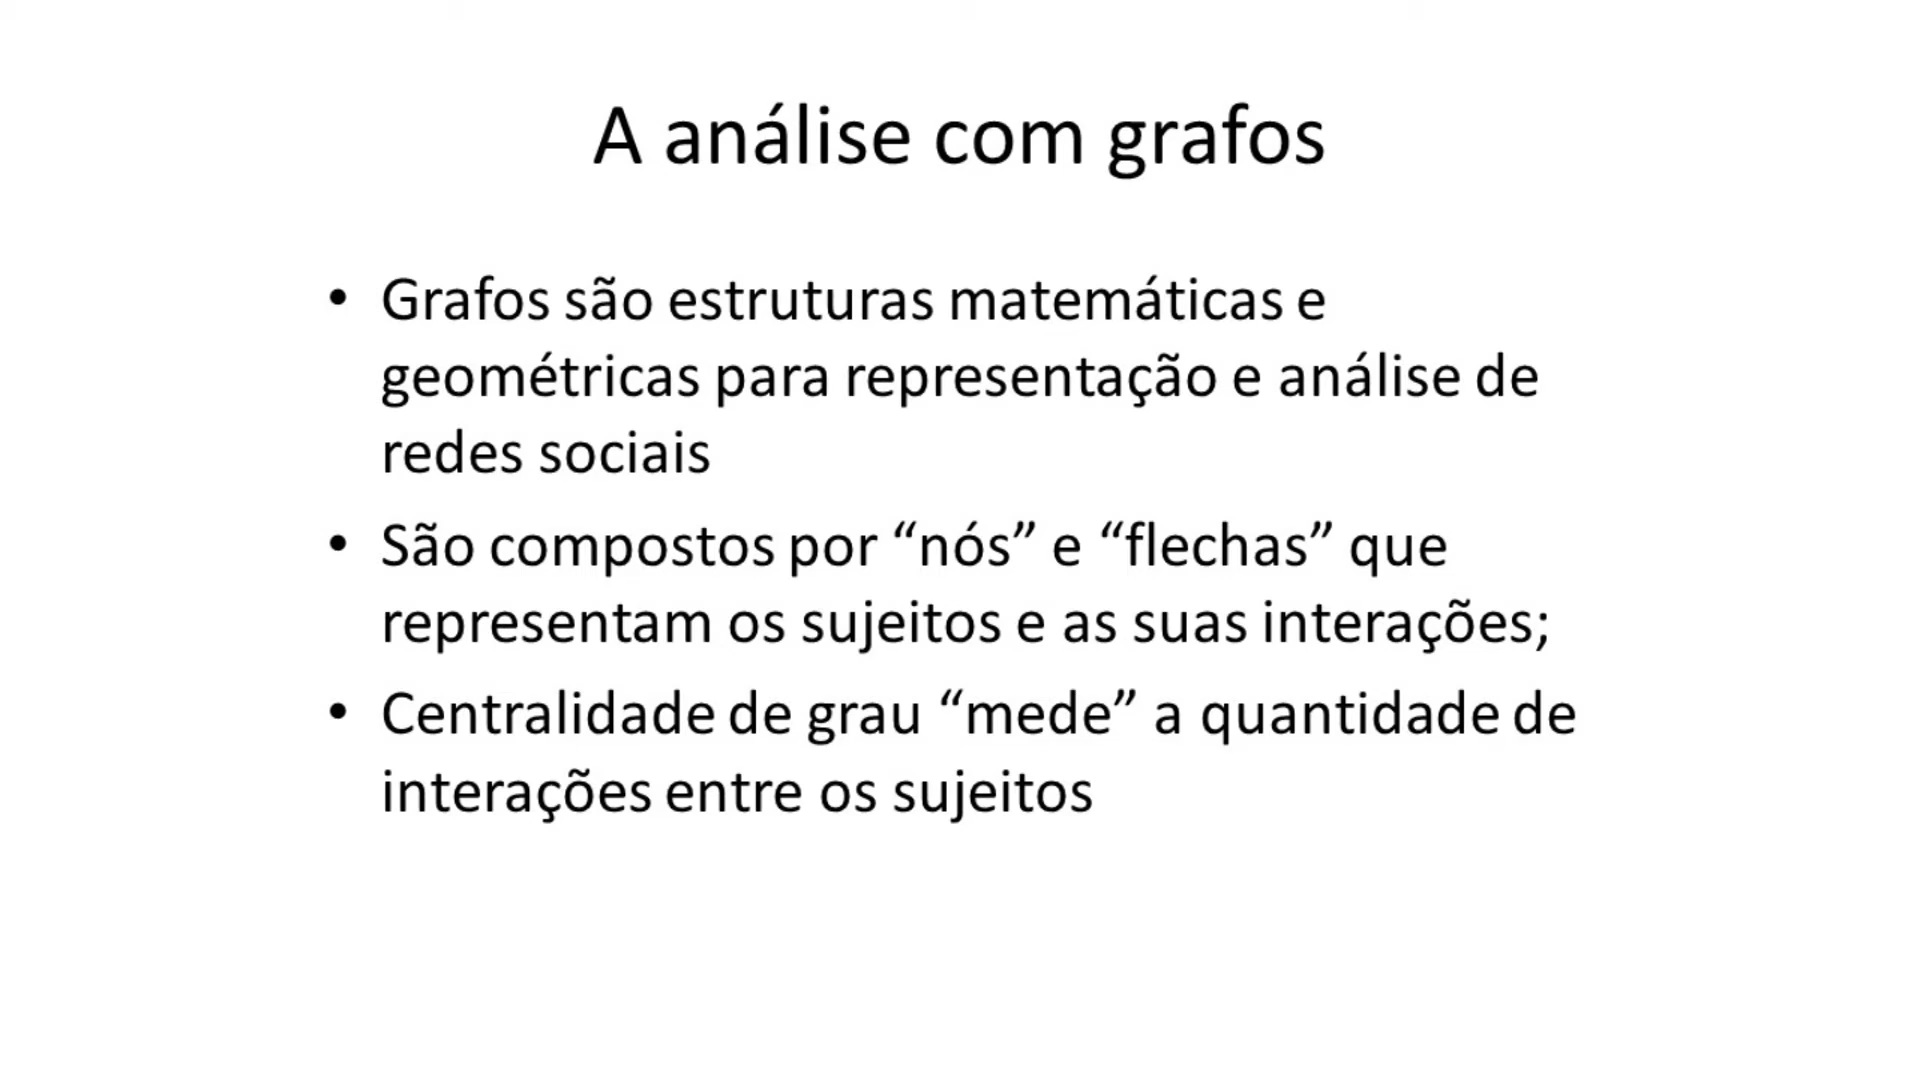 A análise com grafos
• Grafos são estruturas matemáticas e
geométricas para representação e análise de
redes sociais
• São compostos por “nós” e “flechas” que
representam os sujeitos e as suas interações;
• Centralidade de grau “mede” a quantidade de
interações entre os sujeitos